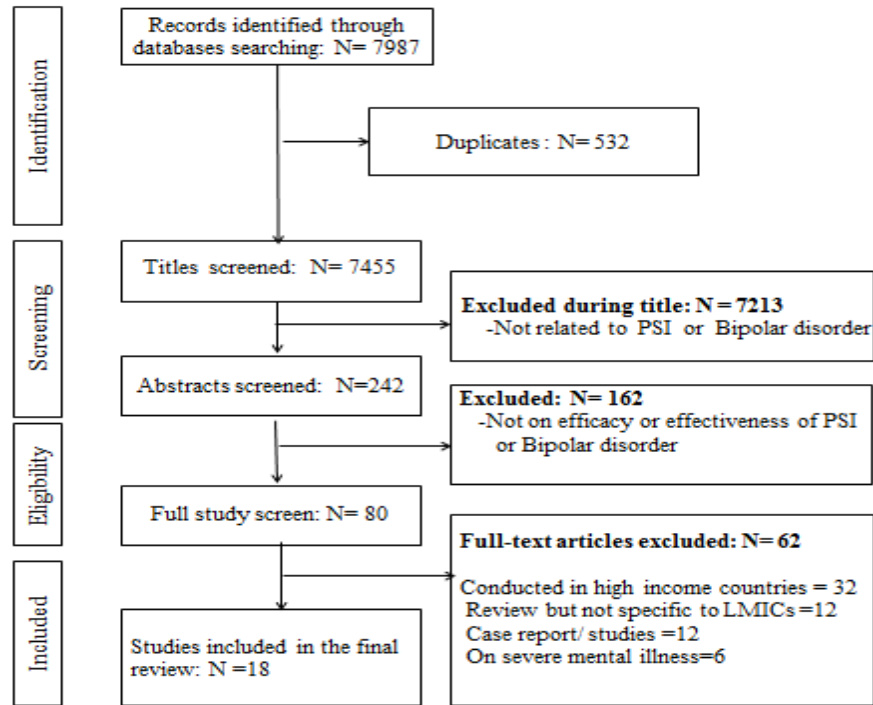 Identification
Records identified through
databases searching: N= 7987
Duplicates : N= 532
Screening
Titles screened: N= 7455
Excluded during title: N= 7213
-Not related to PSI or Bipolar disorder
Abstracts screened: N=242
Excluded: N= 162
-Not on efficacy or effectiveness of PSI
or Bipolar disorder
Eligibility
Full study screen: N= 80
Full-text articles excluded: N= 62
Conducted in high income countries = 32
Review but not specific to LMICs =12
Case report/ studies =12
On severe mental illness=6
Included
Studies included in the final
review: N =18